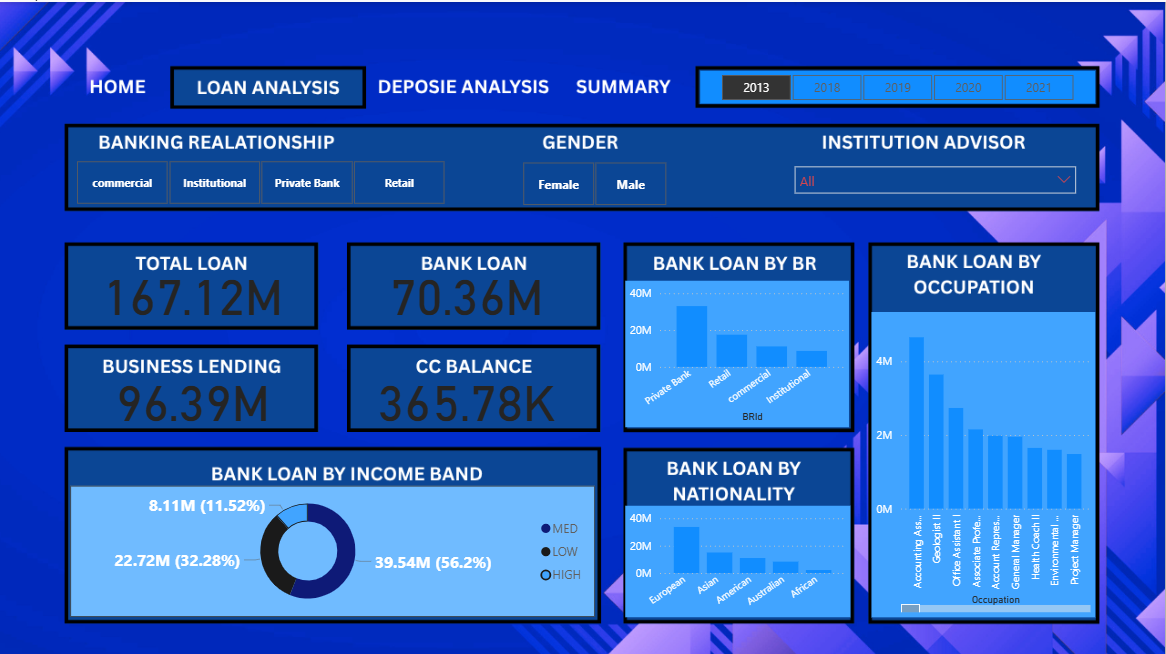 HOME
LOAN ANALYSIS
DEPOSIE ANALYSIS
SUMMARY
2013
2018
2019
2020
2021
BANKING REALATIONSHIP
commercial
Institutional
Private Bank
Retail
GENDER
Female
Male
INSTITUTION ADVISOR
All
TOTAL LOAN
167.12M
BANK LOAN
70.36M
BUSINESS LENDING
96.39M
CC BALANCE
365.78K
BANK LOAN BY INCOME BAND
8.11M (11.52%)
22.72M (32.28%)
39.54M (56.2%)
MED
LOW
HIGH
BANK LOAN BY BR
40M
20M
0M
Private Bank
Retail
commercial
Institutional
BRId
BANK LOAN BY
NATIONALITY
40M
20M
0M
European
Asian
American
Australian
African
BANK LOAN BY
OCCUPATION
4M
2M
0M
Accounting Ass...
Geologist II
Office Assistant I
Associate Profe...
Account Repres...
General Manager
Health Coach II
Environmental ...
Project Manager
Occupation